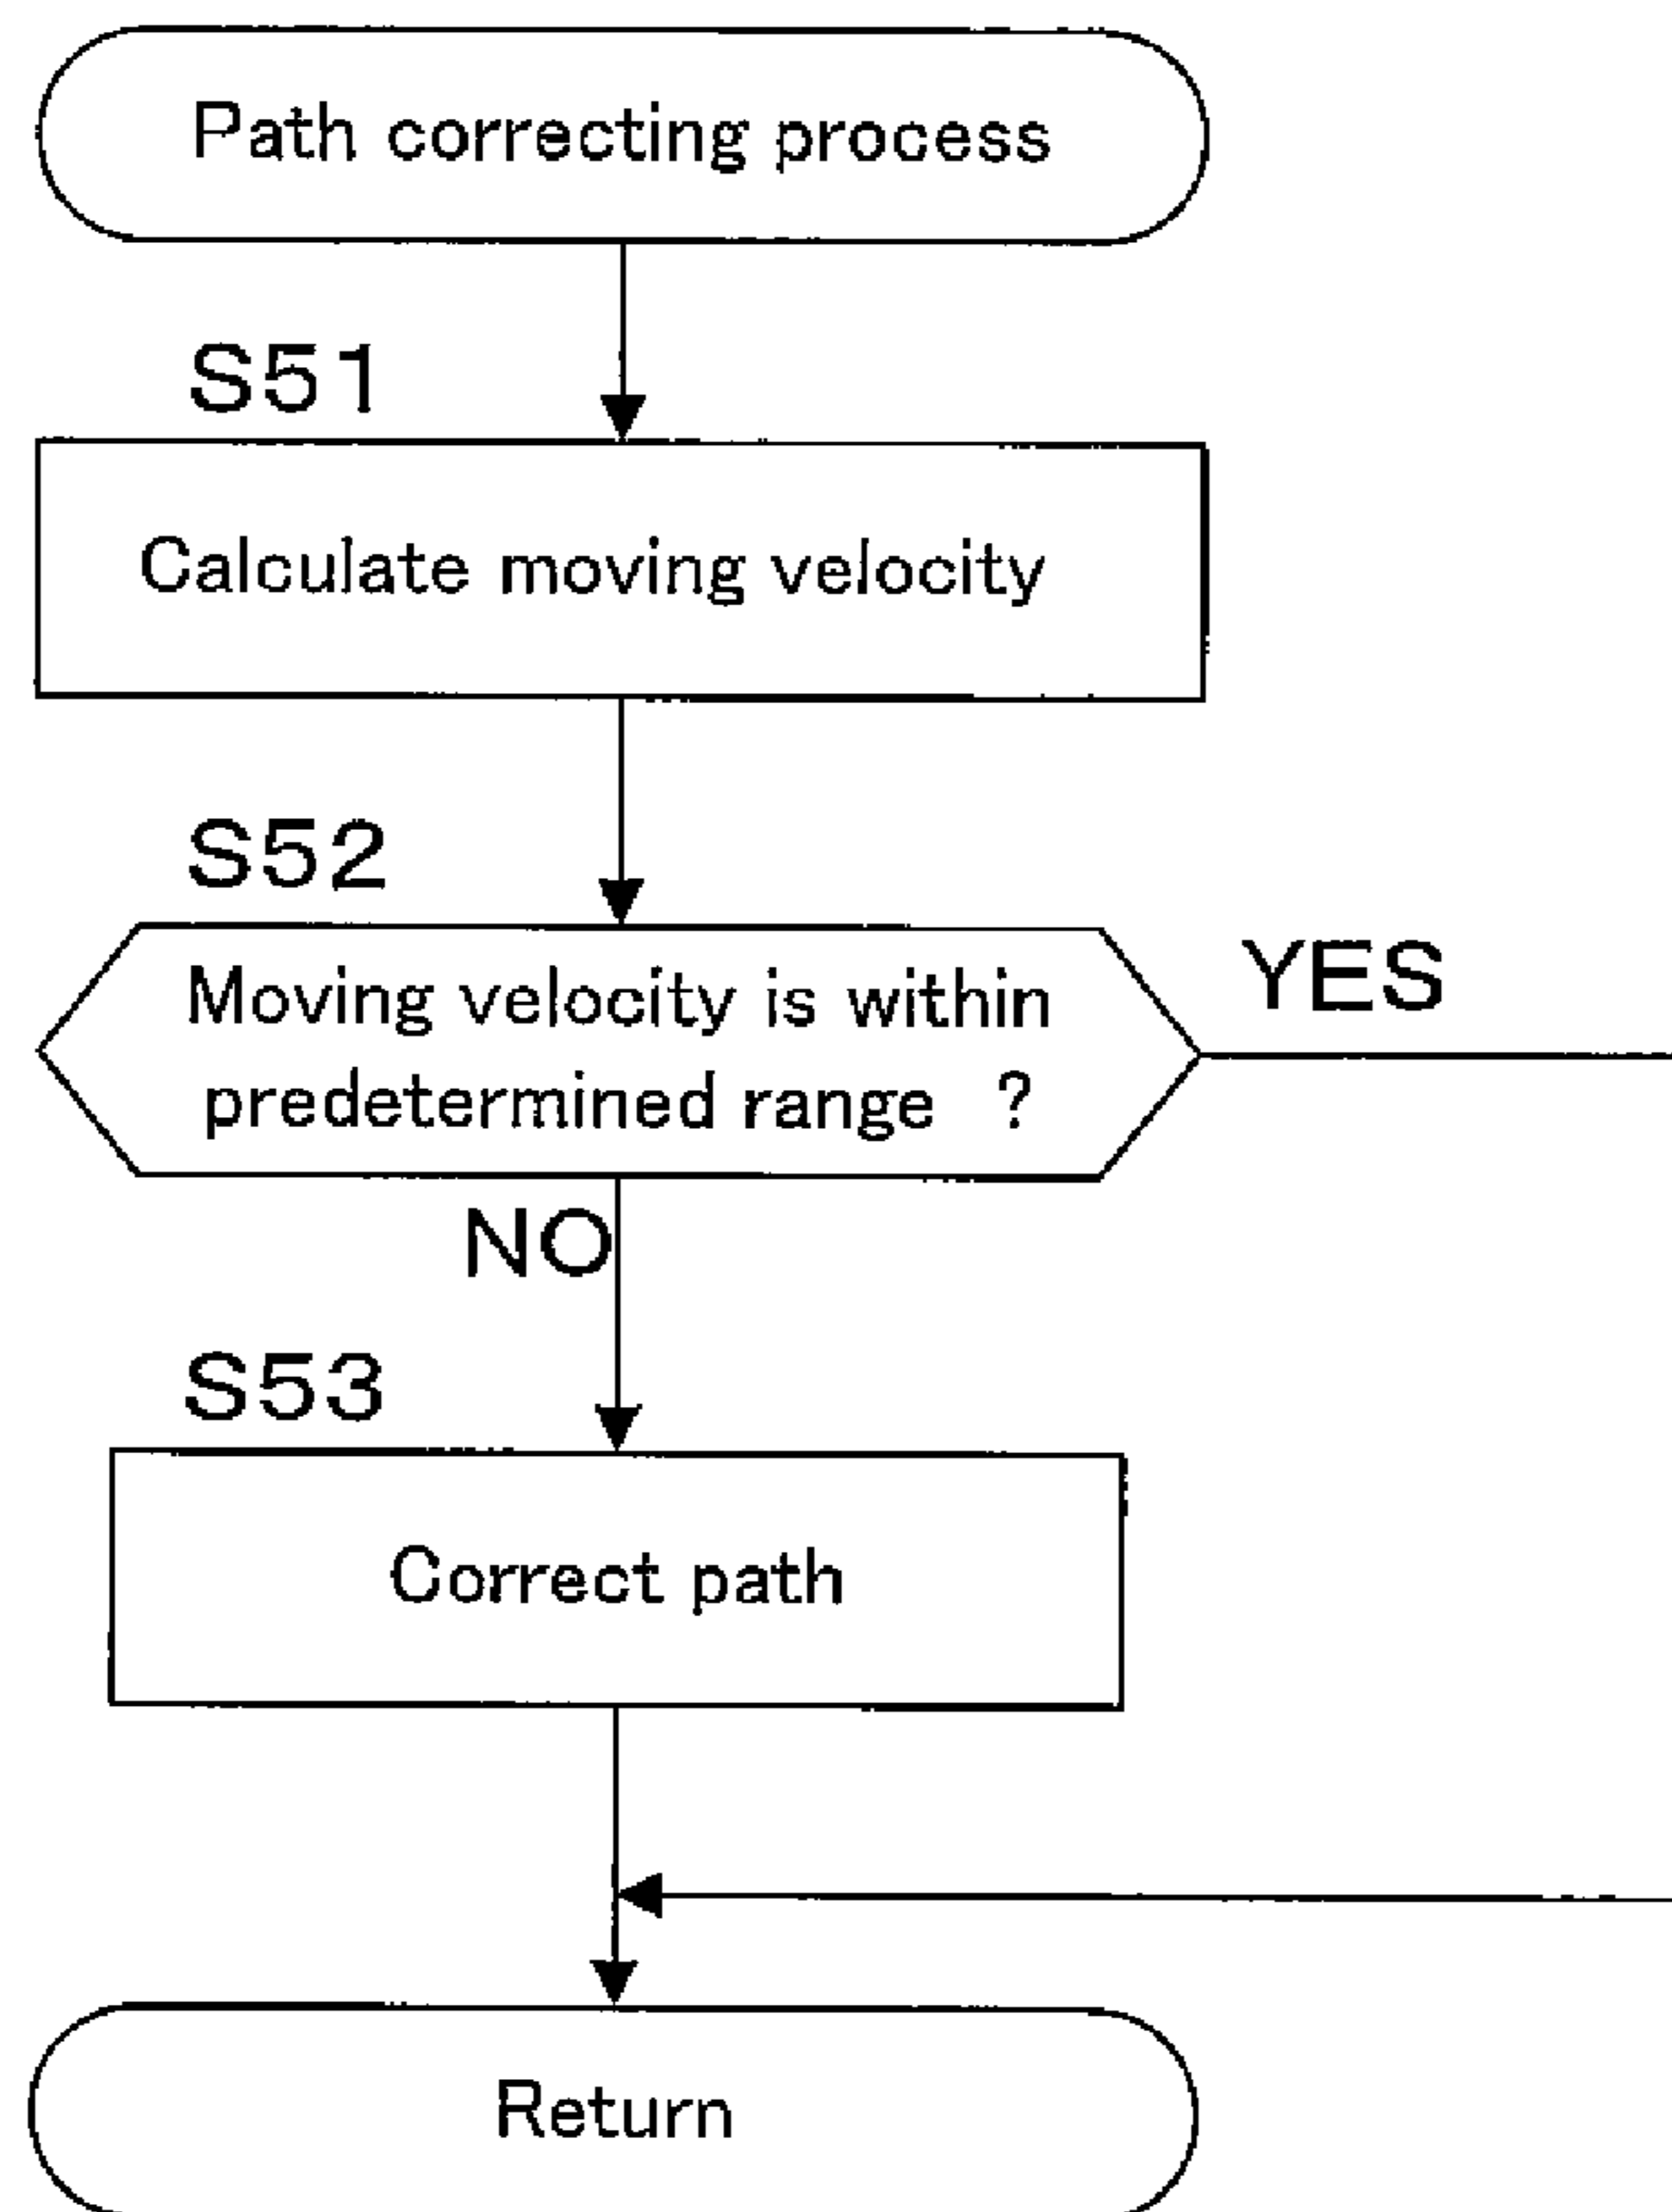 Path correcting process
S51
Calculate moving velocity
S52
Moving velocity is within
predetermined range ?
YES
NO
S53
Correct path
Return